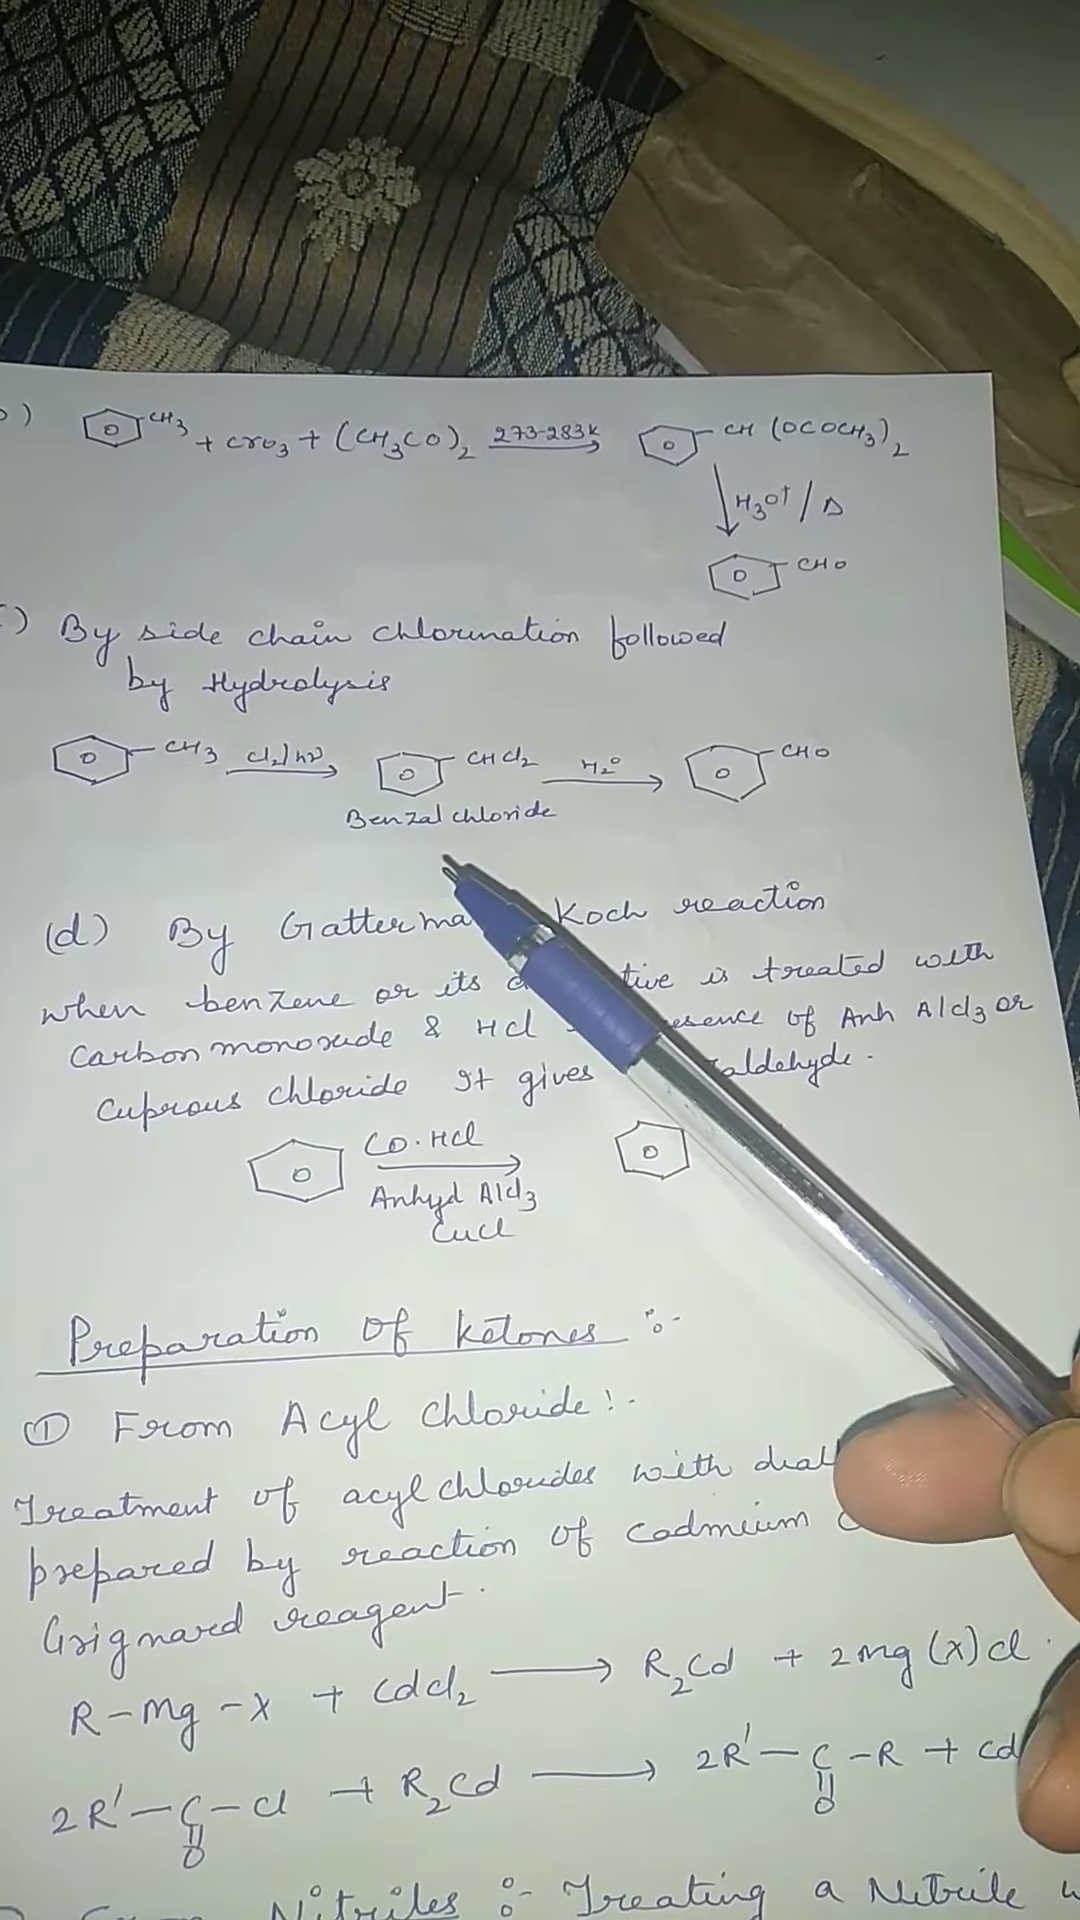 )
CH3 + CrO3 + (CH3CO)2 273-283K CH (OCOCH3)2
H3O+ / Δ
CHO
) By side chain chlorination followed
by Hydrolysis
CH3 Cl2/hν CHCl2 H2O CHO
Benzal chloride
(d) By Gatterma Koch reaction
when benzene or its is treated with
Carbon monoxide & HCl of Anh AlCl3 or
Cuprous chloride It gives aldehyde.
CO.HCl
Anhyd AlCl3
CuCl
Preparation of ketones :-
① From Acyl chloride :-
Treatment of acyl chlorides with
prepared by reaction of cadmium
Grignard reagent.
R-Mg-X + CdCl2 → R2Cd + 2Mg(X)Cl.
2R'-C-Cl + R2Cd → 2R'-C-R + Cd
O O
Nitriles :- Treating a Nitrile